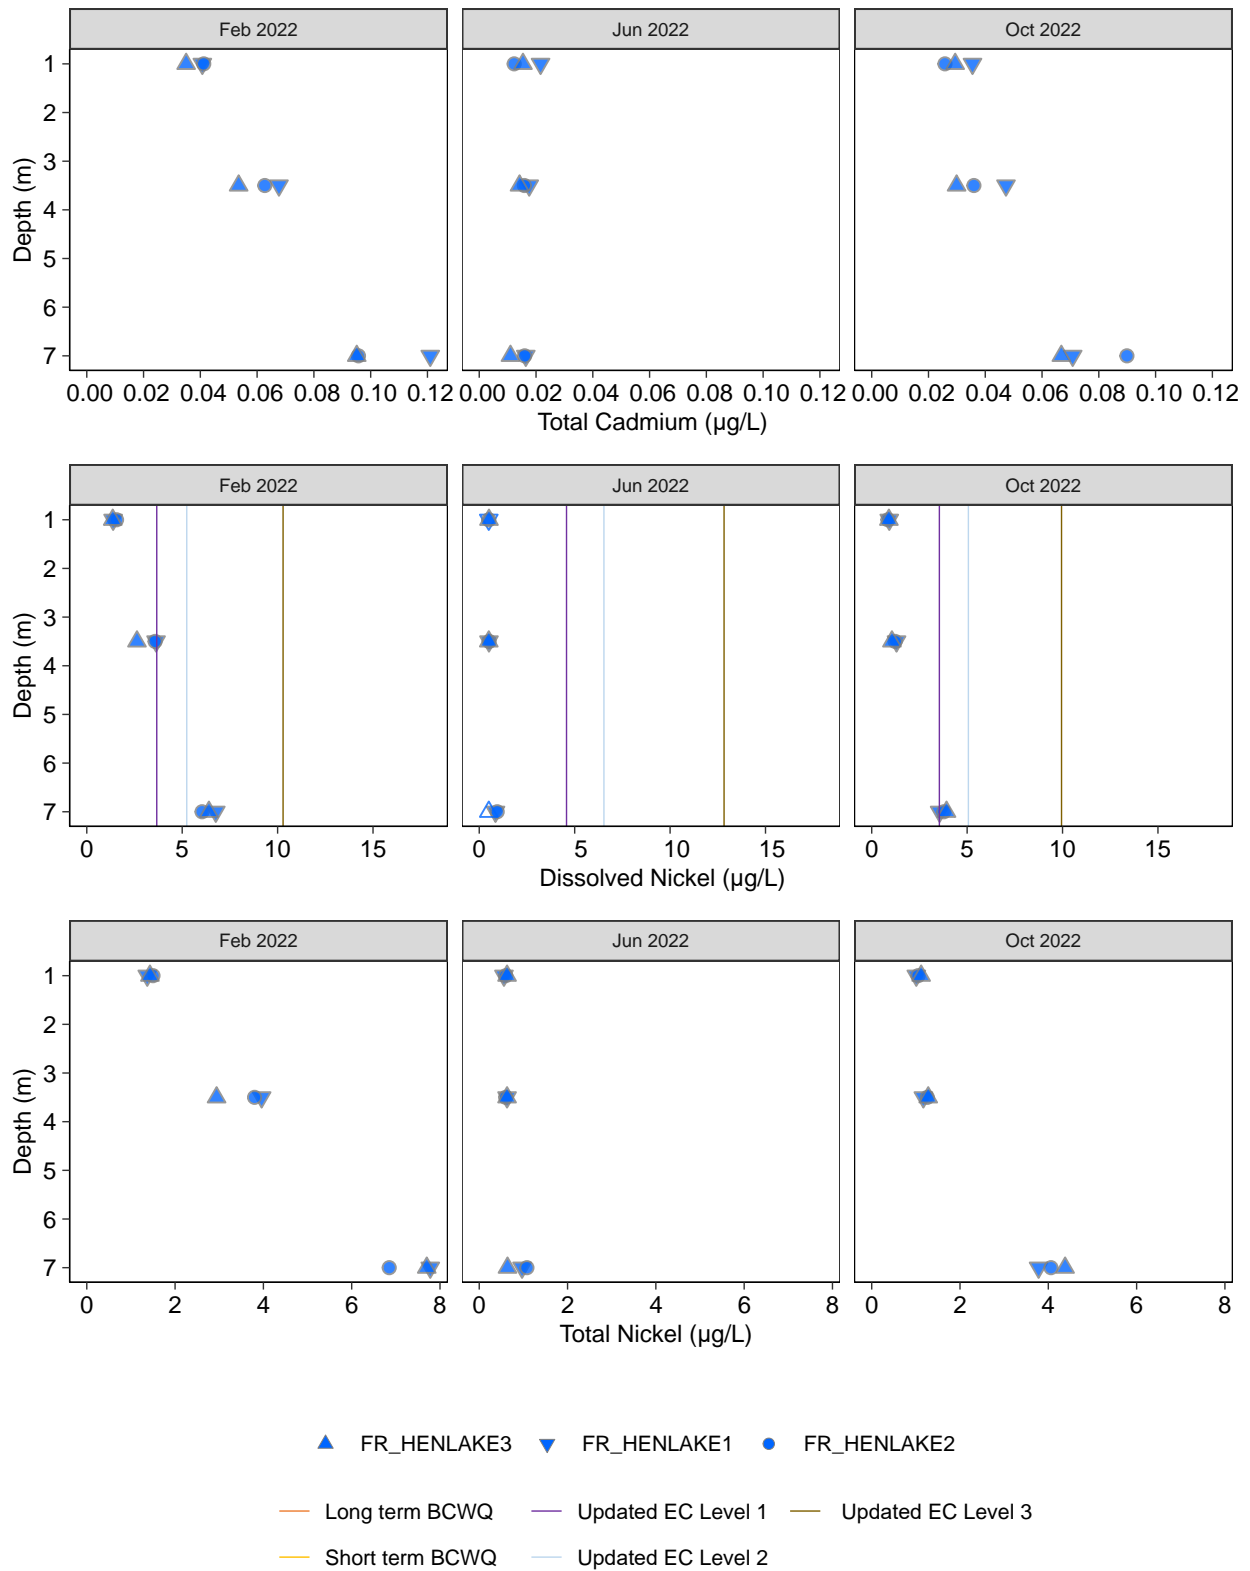 Feb 2022 Jun 2022 Oct 2022
Depth (m)
1
2
3
4
5
6
7
0.00 0.02 0.04 0.06 0.08 0.10 0.12 0.00 0.02 0.04 0.06 0.08 0.10 0.12 0.00 0.02 0.04 0.06 0.08 0.10 0.12
Total Cadmium (µg/L)
Feb 2022 Jun 2022 Oct 2022
Depth (m)
1
2
3
4
5
6
7
0 5 10 15 0 5 10 15 0 5 10 15
Dissolved Nickel (µg/L)
Feb 2022 Jun 2022 Oct 2022
Depth (m)
1
2
3
4
5
6
7
0 2 4 6 8 0 2 4 6 8 0 2 4 6 8
Total Nickel (µg/L)
FR_HENLAKE3 FR_HENLAKE1 FR_HENLAKE2
Long term BCWQ Updated EC Level 1 Updated EC Level 3
Short term BCWQ Updated EC Level 2